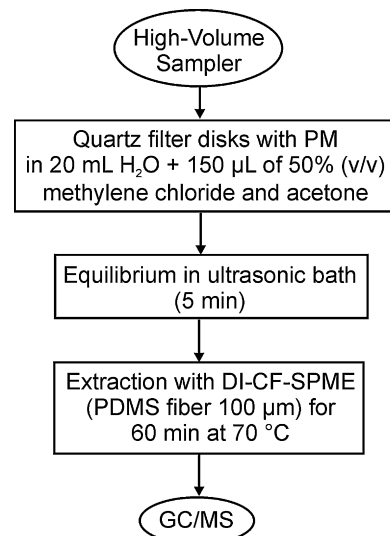 High-Volume
Sampler
Quartz filter disks with PM
in 20 mL H₂O + 150 µL of 50% (v/v)
methylene chloride and acetone
Equilibrium in ultrasonic bath
(5 min)
Extraction with DI-CF-SPME
(PDMS fiber 100 µm) for
60 min at 70 °C
GC/MS